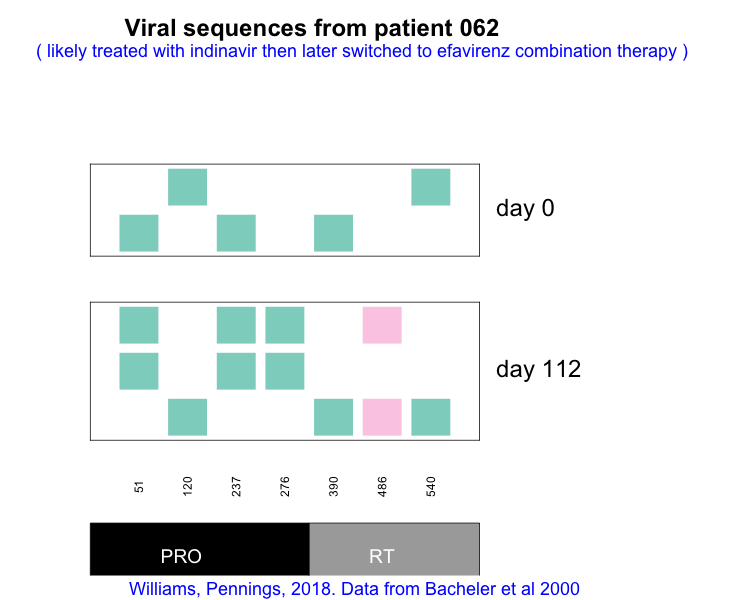 Viral sequences from patient 062
( likely treated with indinavir then later switched to efavirenz combination therapy )
day 0
day 112
51 120 237 276 390 486 540
PRO RT
Williams, Pennings, 2018. Data from Bacheler et al 2000